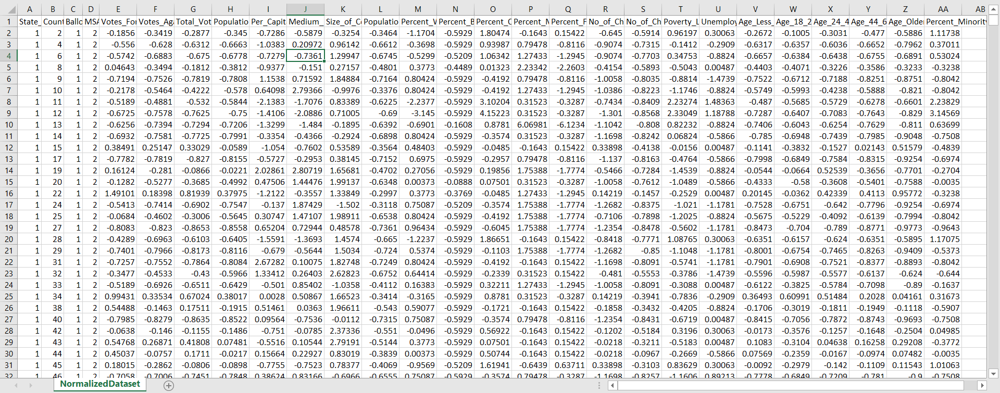 A B C D E F G H I J K L M N O P Q R S T U V W X Y Z AA AB
1 State_ Count Ballo MSA Votes_For Votes_Aga Total_Vot Populatio Per_Capit Medium_ Size_of_Co Populatio Percent_W Percent_B Percent_O Percent_M Percent_F No_of_Ch No_of_Ch Poverty_L Unemploy Age_Less_ Age_18_2 Age_24_4 Age_44_6 Age_Older Percent_Minorit
2 1 2 1 2 -0.1856 -0.3419 -0.2877 -0.345 -0.7286 -0.5879 -0.3254 -0.3464 -1.1704 -0.5929 1.80474 -0.1643 0.15422 -0.645 -0.5914 0.96197 0.30063 -0.2672 -0.1005 -0.3031 -0.477 -0.5886 1.11738
3 1 4 1 2 -0.556 -0.628 -0.6312 -0.6663 -1.0383 0.20972 0.96142 -0.6612 -0.3698 -0.5929 0.93987 0.79478 -0.8116 -0.9074 -0.7315 -0.1412 -0.2909 -0.6317 -0.6357 -0.6036 -0.6652 -0.7962 0.37011
4 1 6 1 2 -0.5742 -0.6883 -0.675 -0.6778 -0.7279 -0.7361 1.29947 -0.6745 -0.5299 -0.5209 1.06342 1.27433 -1.2945 -0.9074 -0.7703 0.34753 -0.8824 -0.6657 -0.6384 -0.6438 -0.6755 -0.6891 0.53024
5 1 8 1 2 0.04643 -0.3494 -0.1812 -0.3812 -0.9377 -0.151 0.27157 -0.4801 0.3773 -0.4489 0.01323 2.23342 -2.2603 -0.4154 -0.5893 -0.5043 0.00487 -0.4403 -0.4071 -0.3226 -0.3586 -0.3233 -0.3238
6 1 9 1 2 -0.7194 -0.7526 -0.7819 -0.7808 1.1538 0.71592 1.84884 -0.7164 0.80424 -0.5929 -0.4192 0.79478 -0.8116 -1.0058 -0.8035 -0.8814 -1.4739 -0.7522 -0.6712 -0.7188 -0.8251 -0.8751 -0.8042
7 1 10 1 2 -0.2178 -0.5464 -0.4222 -0.578 0.64098 2.79366 -0.9976 -0.3376 0.80424 -0.5929 -0.4192 1.27433 -1.2945 -1.0386 -0.8223 -1.1746 -0.8824 -0.5749 -0.5993 -0.4238 -0.5888 -0.821 -0.8042
8 1 11 1 2 -0.5189 -0.4881 -0.532 -0.5844 -2.1383 -1.7076 0.83389 -0.6225 -2.2377 -0.5929 3.10204 0.31523 -0.3287 -0.7434 -0.8409 2.23274 1.48363 -0.487 -0.5685 -0.5729 -0.6278 -0.6601 2.23829
9 1 12 1 2 -0.6725 -0.7578 -0.7625 -0.75 -1.4106 -2.0886 0.71005 -0.69 -3.145 -0.5929 4.15223 0.31523 -0.3287 -1.301 -0.8568 2.33049 1.18788 -0.7287 -0.6407 -0.7083 -0.7643 -0.829 3.14569
10 1 13 1 2 -0.6256 -0.7394 -0.7294 -0.7206 -1.3299 -1.484 -0.1895 -0.6392 -0.6901 -0.1608 0.8781 6.06981 -6.1234 -1.1042 -0.808 0.82232 -0.8824 -0.7406 -0.6043 -0.6254 -0.7629 -0.811 0.63699
11 1 14 1 2 -0.6932 -0.7581 -0.7725 -0.7991 -0.3354 -0.4366 -0.2924 -0.6898 0.80424 -0.5929 -0.3574 0.31523 -0.3287 -1.1698 -0.8242 0.06824 -0.5866 -0.785 -0.6948 -0.7439 -0.7985 -0.9048 -0.7508
12 1 15 1 2 0.38491 0.25147 0.33029 -0.0589 -1.054 -0.7602 0.53589 -0.3564 0.48403 -0.5929 -0.0485 -0.1643 0.15422 0.33898 -0.4138 -0.0156 0.00487 -0.1141 -0.3832 -0.1527 0.02143 0.51579 -0.4839
13 1 17 1 2 -0.7782 -0.7819 -0.827 -0.8155 -0.5727 -0.2953 0.38145 -0.7152 0.6975 -0.5929 -0.2957 0.79478 -0.8116 -1.137 -0.8163 -0.4764 -0.5866 -0.7998 -0.6849 -0.7584 -0.8315 -0.9254 -0.6974
14 1 19 1 2 0.16124 -0.281 -0.0866 -0.0221 2.02861 2.80719 1.65681 -0.4702 0.27056 -0.5929 0.19856 1.75388 -1.7774 -0.5466 -0.7284 -1.4539 -0.8824 -0.0544 -0.0664 0.52539 -0.3656 -0.7701 -0.2704
15 1 20 1 2 -0.1282 -0.5277 -0.3685 -0.4992 0.47506 1.44476 1.99137 -0.6348 0.00373 -0.0888 0.07501 0.31523 -0.3287 -1.0058 -0.7612 -1.0489 -0.5866 -0.4333 -0.58 -0.3608 -0.5401 -0.7588 -0.0035
16 1 22 1 2 1.49101 0.18398 0.81939 0.37975 -1.2122 -0.3557 1.33849 -0.2997 0.3773 -0.3769 -0.0485 1.27433 -1.2945 0.14219 -0.1457 -0.2529 0.00487 0.20145 -0.0362 0.42339 0.4113 0.95772 -0.3238
17 1 24 1 2 -0.5413 -0.7414 -0.6902 -0.7547 -0.137 1.87429 -1.502 -0.3118 0.75087 -0.5209 -0.3574 1.75388 -1.7774 -1.2682 -0.8375 -1.021 -1.1781 -0.7528 -0.6751 -0.642 -0.7796 -0.9254 -0.6974
18 1 25 1 2 -0.0684 -0.4602 -0.3006 -0.5645 0.30747 1.47107 1.98911 -0.6538 0.80424 -0.5929 -0.4192 1.75388 -1.7774 -0.7106 -0.7898 -1.2025 -0.8824 -0.5675 -0.5229 -0.4092 -0.6139 -0.7994 -0.8042
19 1 27 1 2 -0.8083 -0.823 -0.8653 -0.8558 0.65204 0.72944 0.48578 -0.7361 0.96434 -0.5929 -0.6045 1.75388 -1.7774 -1.2354 -0.8478 -0.5602 -1.1781 -0.8473 -0.704 -0.789 -0.8771 -0.9773 -0.9643
20 1 28 1 2 -0.4289 -0.6963 -0.6103 -0.6405 -1.5591 -1.3693 1.4574 -0.665 -1.2237 -0.5929 1.86651 -0.1643 0.15422 -0.8418 -0.7771 1.08765 0.30063 -0.6351 -0.6157 -0.624 -0.6351 -0.5895 1.17075
21 1 29 1 2 -0.7401 -0.7966 -0.8173 -0.8116 -0.679 -0.5644 1.5034 -0.724 0.5374 -0.5929 -0.1103 1.75388 -1.7774 -1.2682 -0.85 -1.1048 -1.1781 -0.8001 -0.6754 -0.7465 -0.8263 -0.9409 -0.5373
22 1 31 1 2 -0.7257 -0.7552 -0.7864 -0.8084 2.67282 0.10075 1.82748 -0.7249 0.80424 -0.5929 -0.4192 -0.1643 0.15422 -1.1698 -0.8091 -0.5741 -1.1781 -0.7901 -0.6908 -0.7521 -0.8377 -0.8893 -0.8042
23 1 32 1 2 -0.3477 -0.4533 -0.43 -0.5966 1.33412 0.26403 2.62823 -0.6752 0.64414 -0.5929 -0.2339 0.31523 0.15422 -0.481 -0.5553 -0.3786 -1.4739 -0.5596 -0.5987 -0.5577 -0.6137 -0.624 -0.644
24 1 33 1 2 -0.5189 -0.6926 -0.6511 -0.6429 -0.501 0.85402 -1.0358 -0.4112 0.16383 -0.5929 0.32211 1.27433 -1.2945 -1.0058 -0.8091 -0.3088 0.00487 -0.6122 -0.3825 -0.5784 -0.7098 -0.89 -0.1637
25 1 34 1 2 0.99431 0.33534 0.67024 0.38017 0.0028 0.50867 1.66523 -0.3414 -0.3165 -0.5929 0.8781 0.31523 -0.3287 0.14219 -0.3941 -0.7836 -0.2909 0.36493 0.60991 0.51484 0.2028 0.04161 0.31673
26 1 38 1 2 0.54488 -0.1463 0.17511 -0.1915 0.51461 0.0363 1.96611 -0.543 0.59077 -0.5929 -0.1721 -0.1643 0.15422 -0.1858 -0.3432 -0.4205 -0.8824 -0.1706 -0.3019 -0.1811 -0.1949 -0.1118 -0.5907
27 1 40 1 2 -0.7985 -0.8279 -0.8635 -0.8522 0.09564 -0.7536 -0.0112 -0.7315 0.75087 -0.5929 -0.3574 0.79478 -0.8116 -1.2354 -0.8431 -0.6719 0.00487 -0.8415 -0.7056 -0.7872 -0.8743 -0.9693 -0.7508
28 1 42 1 2 -0.0638 -0.146 -0.1155 -0.1486 -0.751 -0.0785 2.37336 -0.551 -0.0496 -0.5929 0.56922 -0.1643 0.15422 -0.1202 -0.5184 0.3196 0.30063 -0.0173 -0.3576 -0.1257 -0.1648 -0.2504 0.04985
29 1 43 1 2 0.54768 0.26871 0.41808 0.07481 -0.5516 0.10544 2.79191 -0.5144 0.3773 -0.5929 0.07501 -0.1643 0.15422 -0.0218 -0.3211 -0.5183 0.00487 0.1083 -0.3104 0.04638 0.16258 0.29208 -0.3772
30 1 44 1 2 0.45037 -0.0757 0.1711 -0.0217 0.15664 0.22927 0.83019 -0.3839 0.00373 -0.5929 0.50744 -0.1643 0.15422 -0.0218 -0.0967 -0.2669 -0.5866 0.07569 -0.2359 -0.0167 -0.0974 0.07482 -0.0035
31 1 45 1 2 0.18015 -0.2862 -0.0806 -0.0898 -0.7755 -0.7523 0.78377 -0.4069 -0.9569 -0.5209 1.61941 -0.6439 0.63711 0.33898 -0.3103 0.83629 0.30063 -0.0092 -0.2979 -0.142 -0.1109 0.11543 1.01063
32 1 46 1 2 -0.7058 -0.7006 -0.7451 -0.7848 0.38624 0.83166 -0.6966 -0.6555 0.75087 -0.5929 -0.3574 0.79478 -0.3287 -1.1698 -0.8257 -1.1606 0.89213 -0.7778 -0.6849 -0.7209 -0.781 -0.9 -0.7508
NormalizedDataset